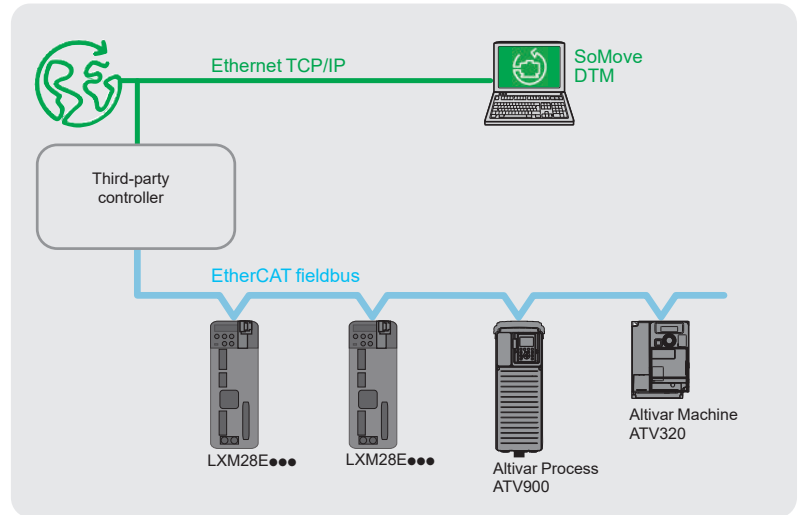 Ethernet TCP/IP
SoMove
DTM
Third-party
controller
EtherCAT fieldbus
LXM28E●●●
LXM28E●●●
Altivar Process
ATV900
Altivar Machine
ATV320